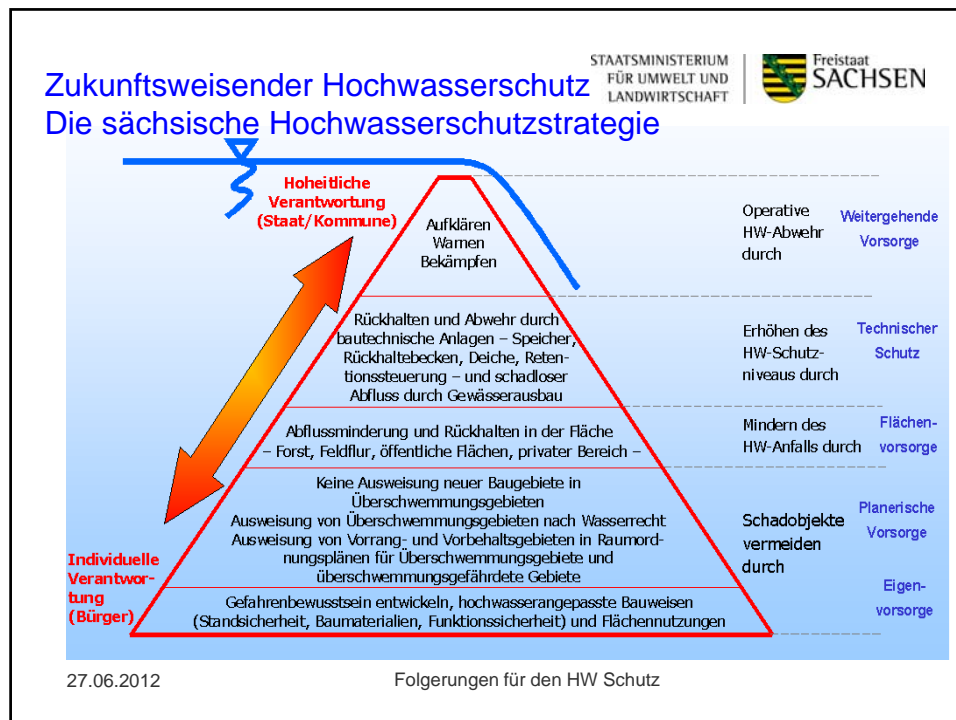 STAATSMINISTERIUM
FÜR UMWELT UND
LANDWIRTSCHAFT
Freistaat
SACHSEN
Zukunftsweisender Hochwasserschutz
Die sächsische Hochwasserschutzstrategie
Hoheitliche
Verantwortung
(Staat/Kommune)
Aufklären
Warnen
Bekämpfen
Operative
HW-Abwehr
durch
Weitergehende
Vorsorge
Rückhalten und Abwehr durch
bautechnische Anlagen – Speicher,
Rückhaltebecken, Deiche, Reten-
tionssteuerung – und schadloser
Abfluss durch Gewässerausbau
Erhöhen des
HW-Schutz-
niveaus durch
Technischer
Schutz
Abflussminderung und Rückhalten in der Fläche
– Forst, Feldflur, öffentliche Flächen, privater Bereich –
Mindern des
HW-Anfalls durch
Flächen-
vorsorge
Keine Ausweisung neuer Baugebiete in
Überschwemmungsgebieten
Ausweisung von Überschwemmungsgebieten nach Wasserrecht
Ausweisung von Vorrang- und Vorbehaltsgebieten in Raumord-
nungsplänen für Überschwemmungsgebiete und
überschwemmungsgefährdete Gebiete
Schadobjekte
vermeiden
durch
Planerische
Vorsorge
Individuelle
Verantwor-
tung
(Bürger)
Gefahrenbewusstsein entwickeln, hochwasserangepasste Bauweisen
(Standsicherheit, Baumaterialien, Funktionssicherheit) und Flächennutzungen
Eigen-
vorsorge
27.06.2012
Folgerungen für den HW Schutz